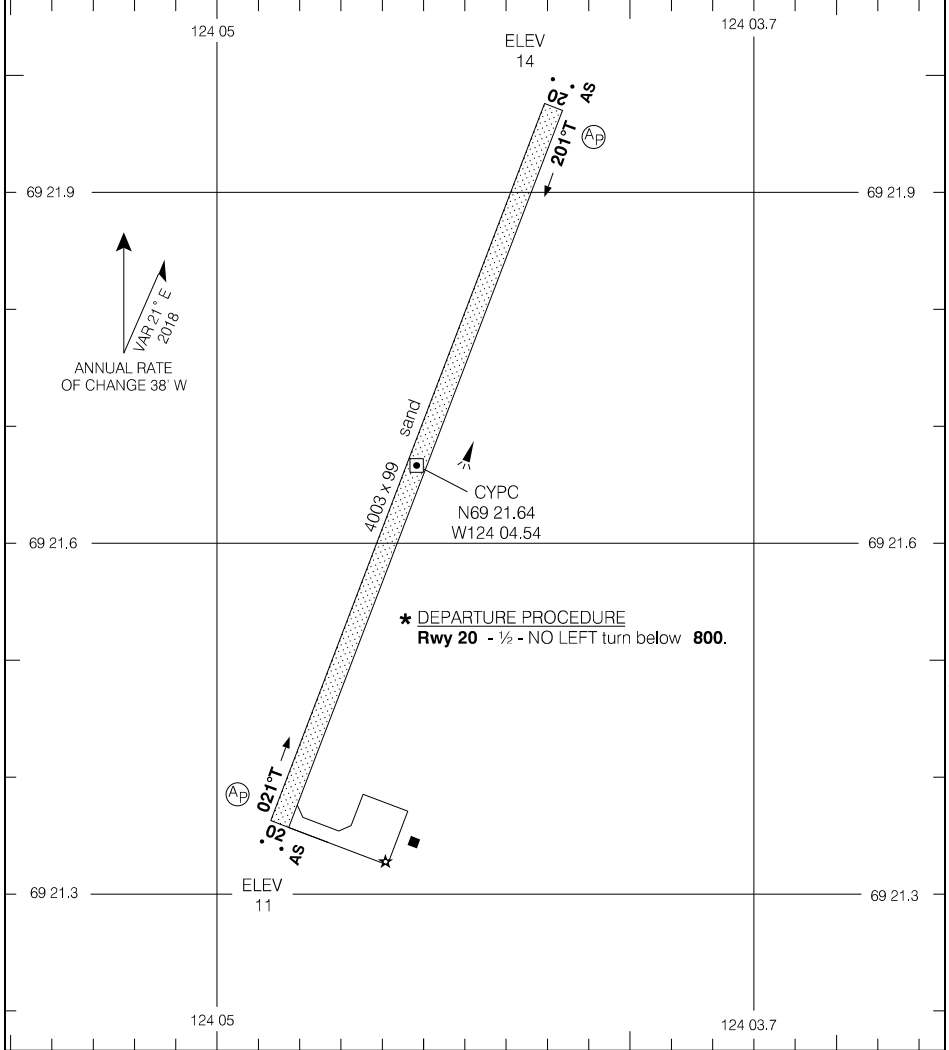 124 05
124 03.7
ELEV
14
20
AS
201°T
AP
69 21.9
69 21.9
VAR 21° E
2018
ANNUAL RATE
OF CHANGE 38' W
sand
4003 x 99
CYPC
N69 21.64
W124 04.54
69 21.6
69 21.6
* DEPARTURE PROCEDURE
Rwy 20 - ½ - NO LEFT turn below 800.
AP
021°T
02
AS
ELEV
11
69 21.3
69 21.3
124 05
124 03.7